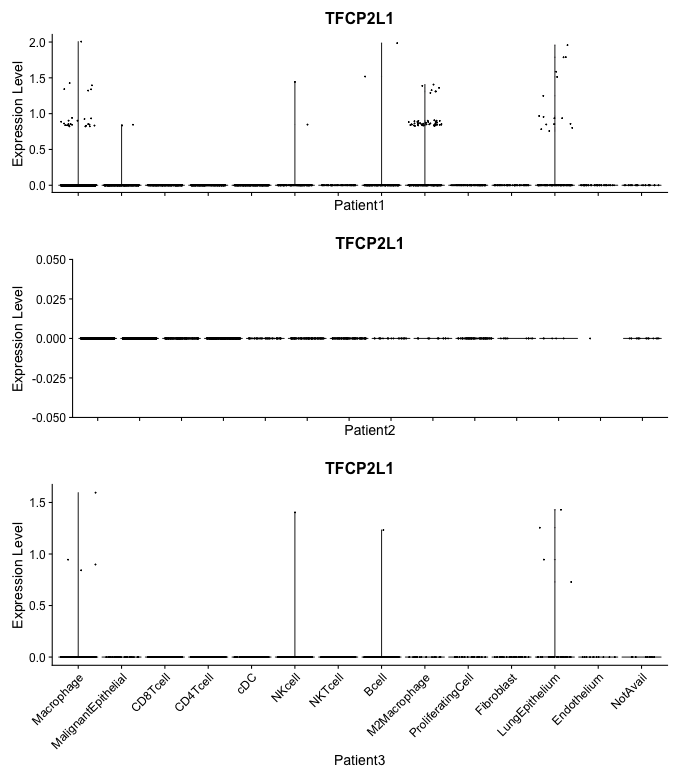 TFCP2L1
Expression Level
2.0
1.5
1.0
0.5
0.0
Patient1
TFCP2L1
Expression Level
0.050
0.025
0.000
-0.025
-0.050
Patient2
TFCP2L1
Expression Level
1.5
1.0
0.5
0.0
Macrophage
MalignantEpithelial
CD8Tcell
CD4Tcell
cDC
NKcell
NKTcell
Bcell
M2Macrophage
ProliferatingCell
Fibroblast
LungEpithelium
Endothelium
NotAvail
Patient3